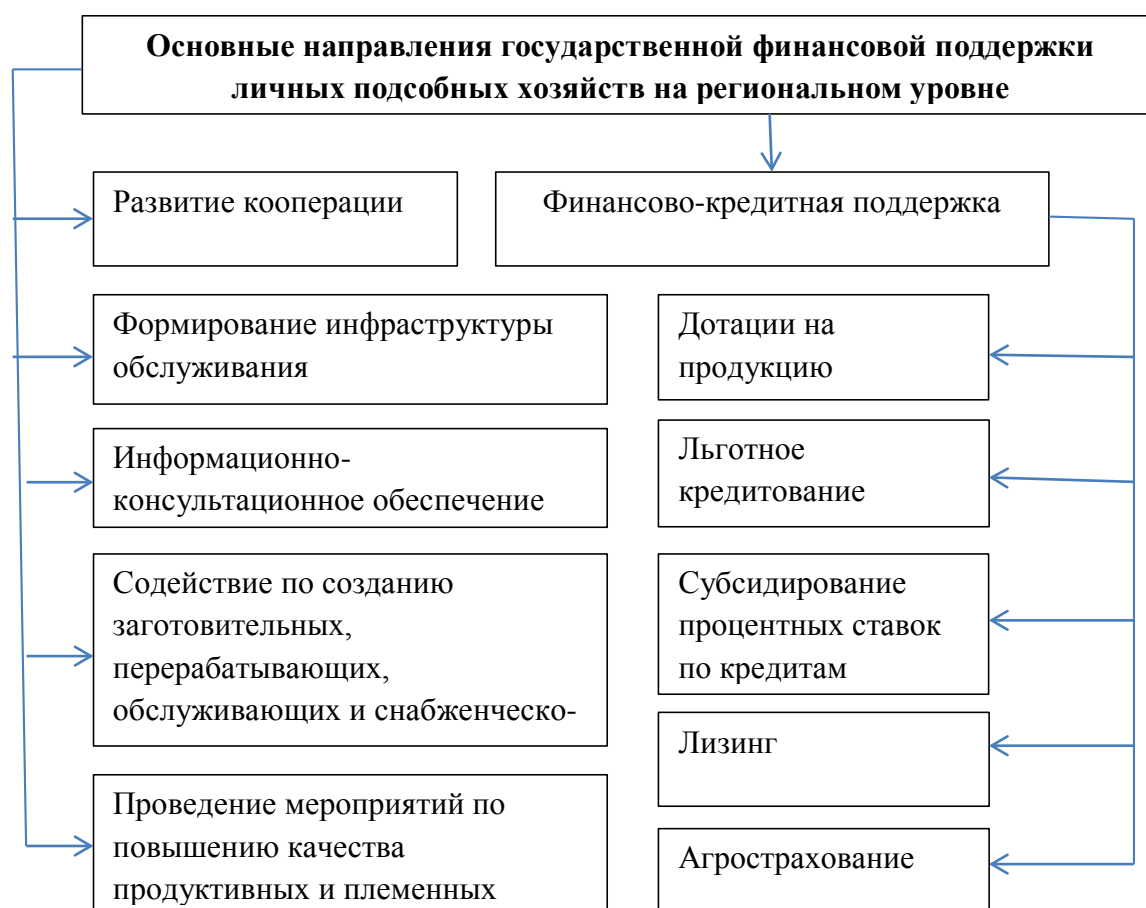 Основные направления государственной финансовой поддержки
личных подсобных хозяйств на региональном уровне
Развитие кооперации
Финансово-кредитная поддержка
Формирование инфраструктуры
обслуживания
Информационно-
консультационное обеспечение
Содействие по созданию
заготовительных,
перерабатывающих,
обслуживающих и снабженческо-
Проведение мероприятий по
повышению качества
продуктивных и племенных
Дотации на
продукцию
Льготное
кредитование
Субсидирование
процентных ставок
по кредитам
Лизинг
Агрострахование